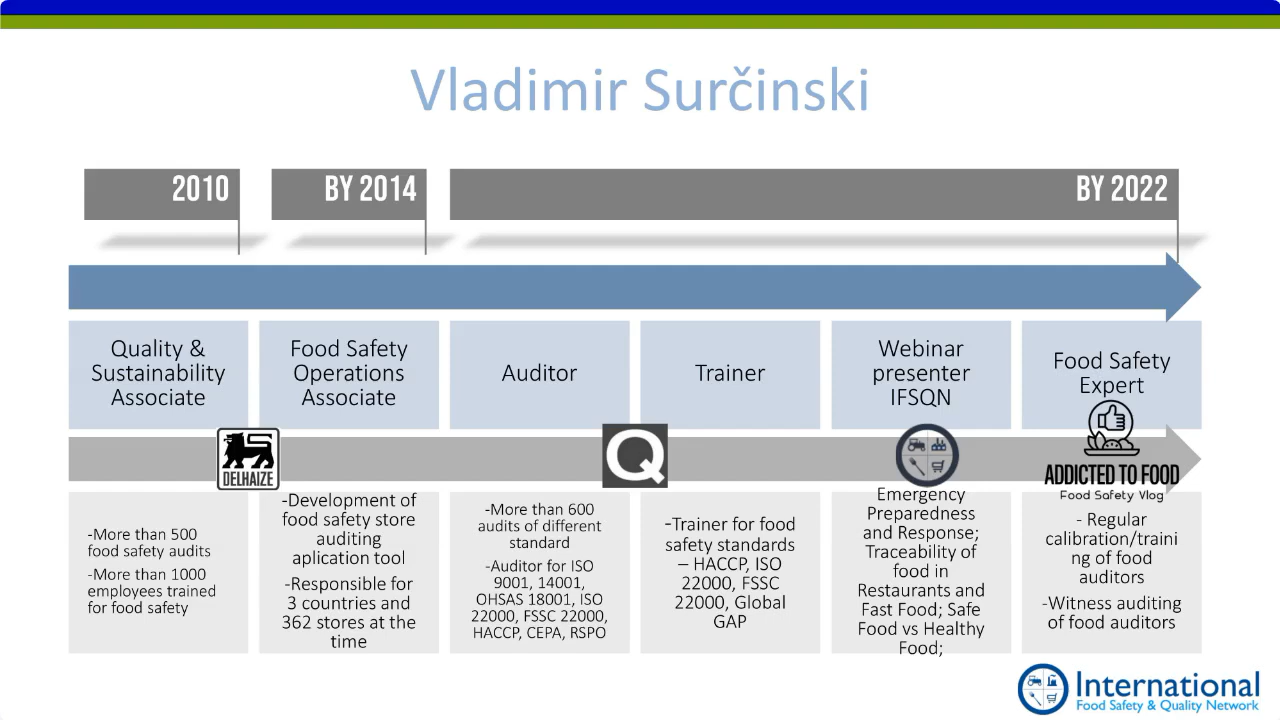 Vladimir Surčinski
2010
BY 2014
BY 2022
Quality &
Sustainability
Associate
Food Safety
Operations
Associate
Auditor
Trainer
Webinar
presenter
IFSQN
Food Safety
Expert
DELHAIZE
Q
ADDICTED TO FOOD
Food Safety Vlog
-More than 500
food safety audits
-More than 1000
employees trained
for food safety
-Development of
food safety store
auditing
aplication tool
-Responsible for
3 countries and
362 stores at the
time
-More than 600
audits of different
standard
-Auditor for ISO
9001, 14001,
OHSAS 18001, ISO
22000, FSSC 22000,
HACCP, CEPA, RSPO
-Trainer for food
safety standards
– HACCP, ISO
22000, FSSC
22000, Global
GAP
Emergency
Preparedness
and Response;
Traceability of
food in
Restaurants and
Fast Food; Safe
Food vs Healthy
Food;
- Regular
calibration/traini
ng of food
auditors
-Witness auditing
of food auditors
International
Food Safety & Quality Network